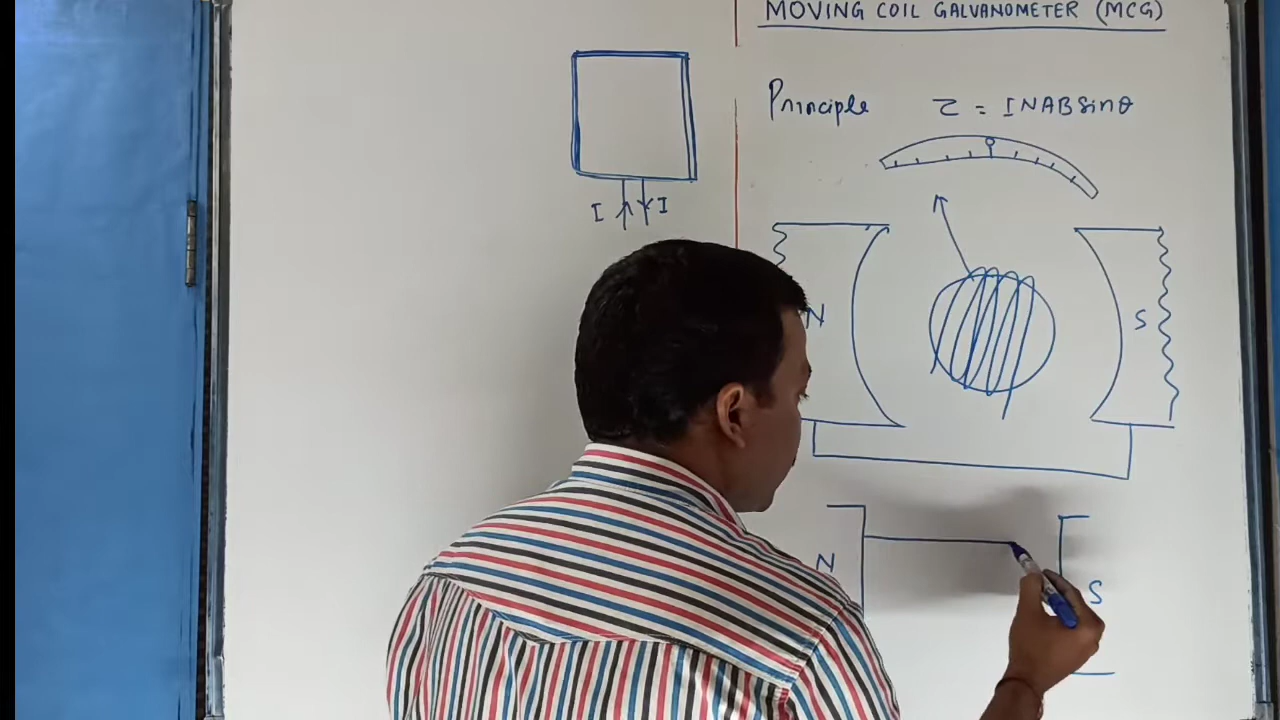 MOVING COIL GALVANOMETER (MCG)
Principle τ = INABsinθ
I I
N S
N S